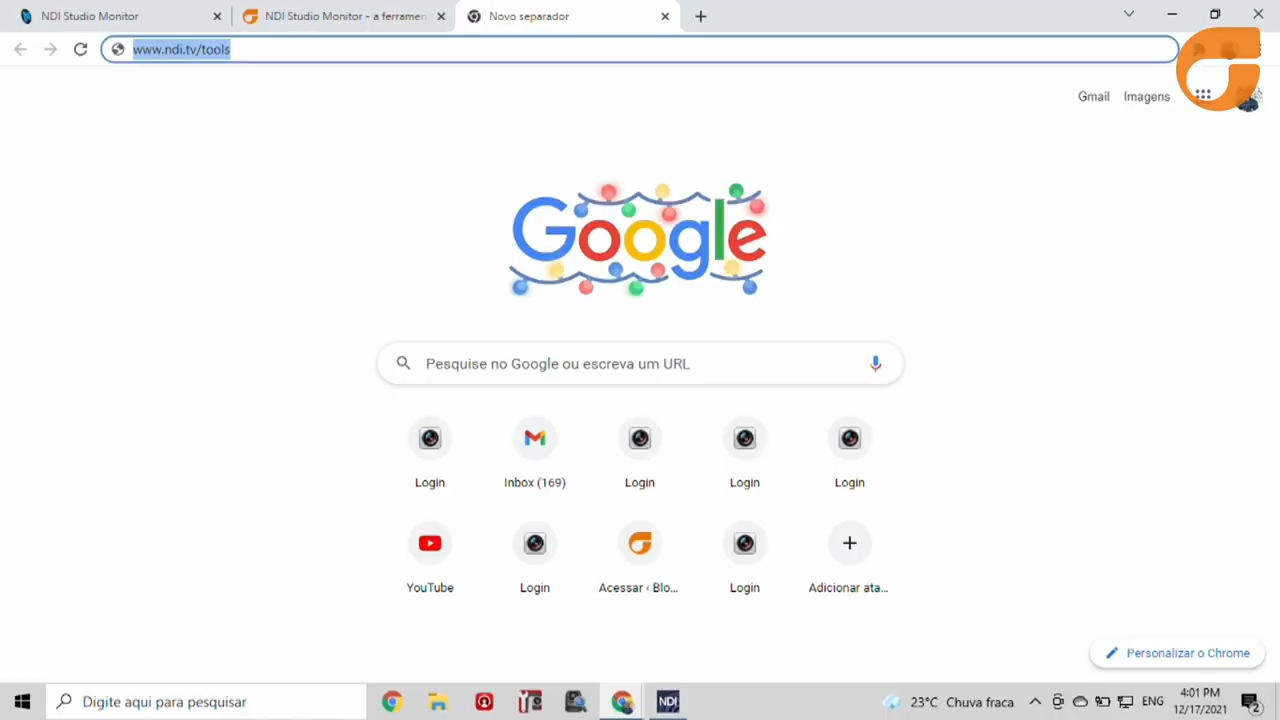 NDI Studio Monitor
NDI Studio Monitor - a ferramen
Novo separador
www.ndi.tv/tools
Gmail
Imagens
Google
Pesquise no Google ou escreva um URL
Login
Inbox (169)
Login
Login
Login
YouTube
Login
Acessar ‹ Blo...
Login
Adicionar ata...
Personalizar o Chrome
Digite aqui para pesquisar
NDI
23°C Chuva fraca
ENG
4:01 PM
12/17/2021
2